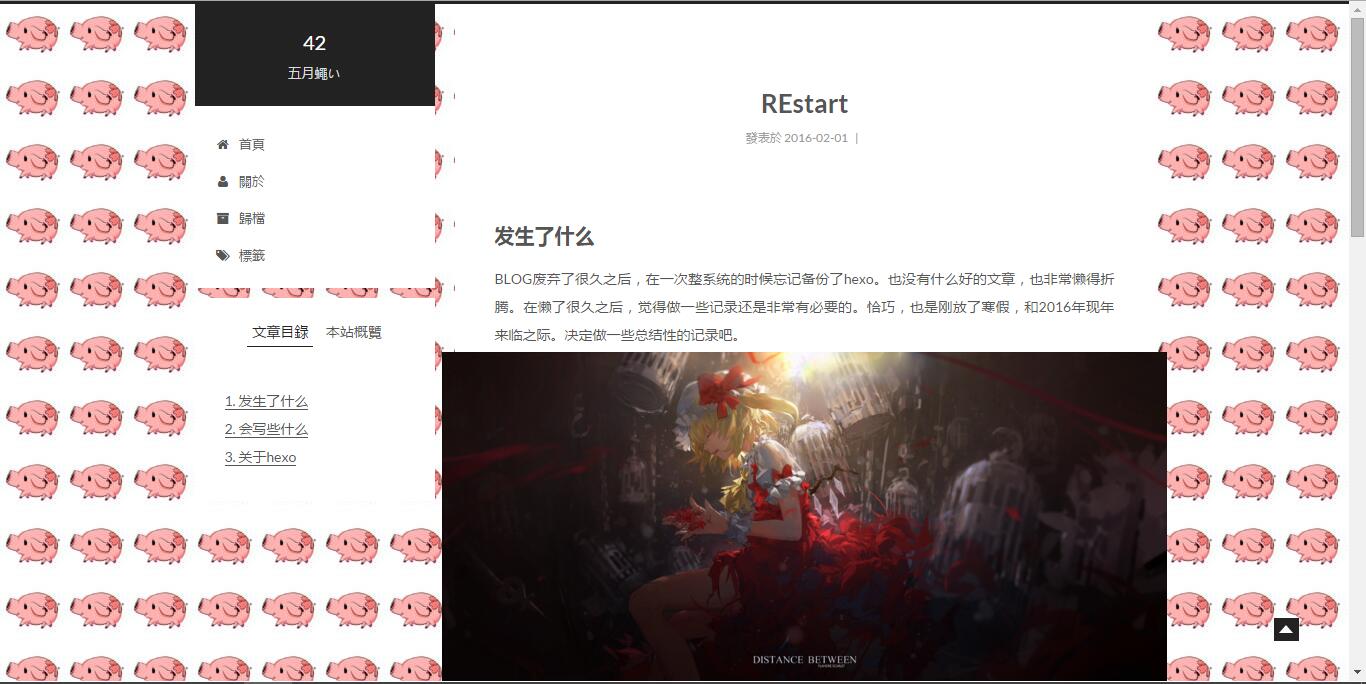 42
五月蠅い
首頁
關於
歸檔
標籤
文章目錄 本站概覽
1. 发生了什么
2. 会写些什么
3. 关于hexo
REstart
發表於 2016-02-01 |
发生了什么
BLOG废弃了很久之后，在一次整系统的时候忘记备份了hexo。也没有什么好的文章，也非常懒得折
腾。在懒了很久之后，觉得做一些记录还是非常有必要的。恰巧，也是刚放了寒假，和2016年现年
来临之际。决定做一些总结性的记录吧。
DISTANCE BETWEEN